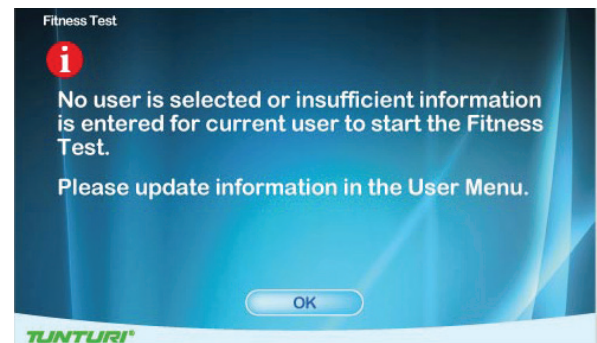 Fitness Test
i
No user is selected or insufficient information
is entered for current user to start the Fitness
Test.
Please update information in the User Menu.
OK
TUNTURI®